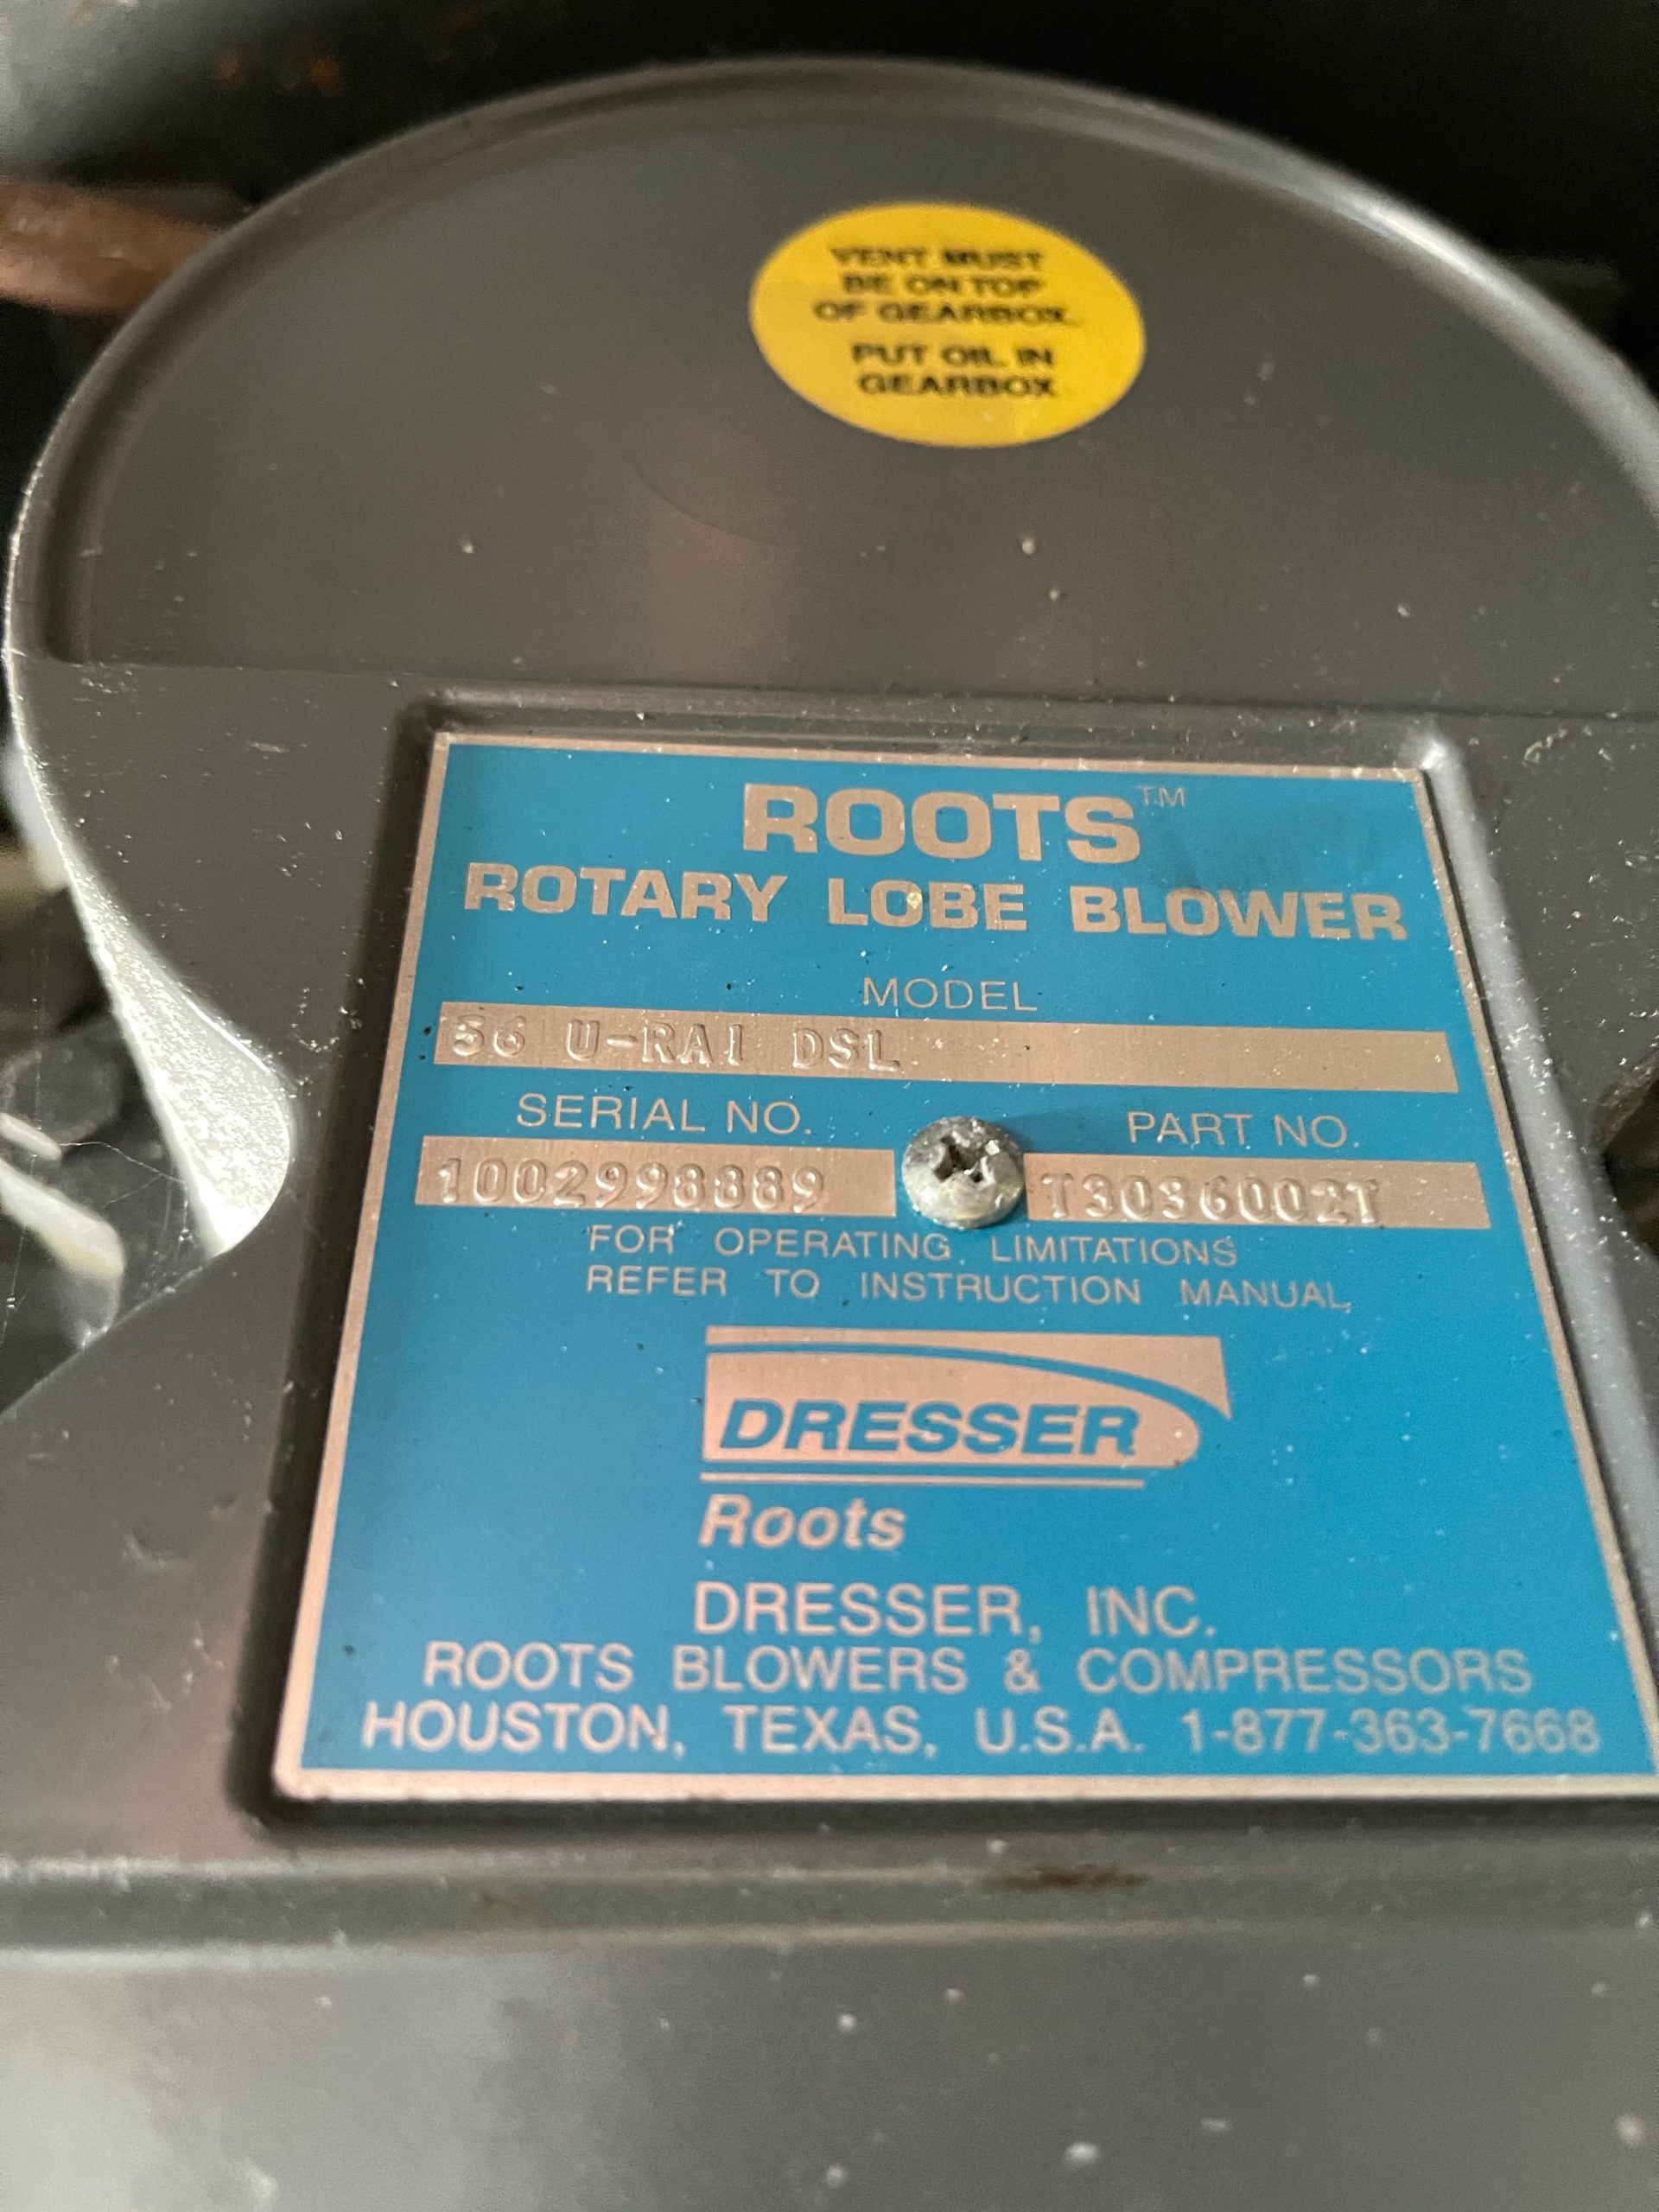 VENT MUST
BE ON TOP
OF GEARBOX.
PUT OIL IN
GEARBOX
ROOTS™
ROTARY LOBE BLOWER
MODEL
56 U-RAI DSL
SERIAL NO. PART NO.
1002998889 T3036002T
FOR OPERATING LIMITATIONS
REFER TO INSTRUCTION MANUAL
DRESSER
Roots
DRESSER, INC.
ROOTS BLOWERS & COMPRESSORS
HOUSTON, TEXAS, U.S.A. 1-877-363-7668